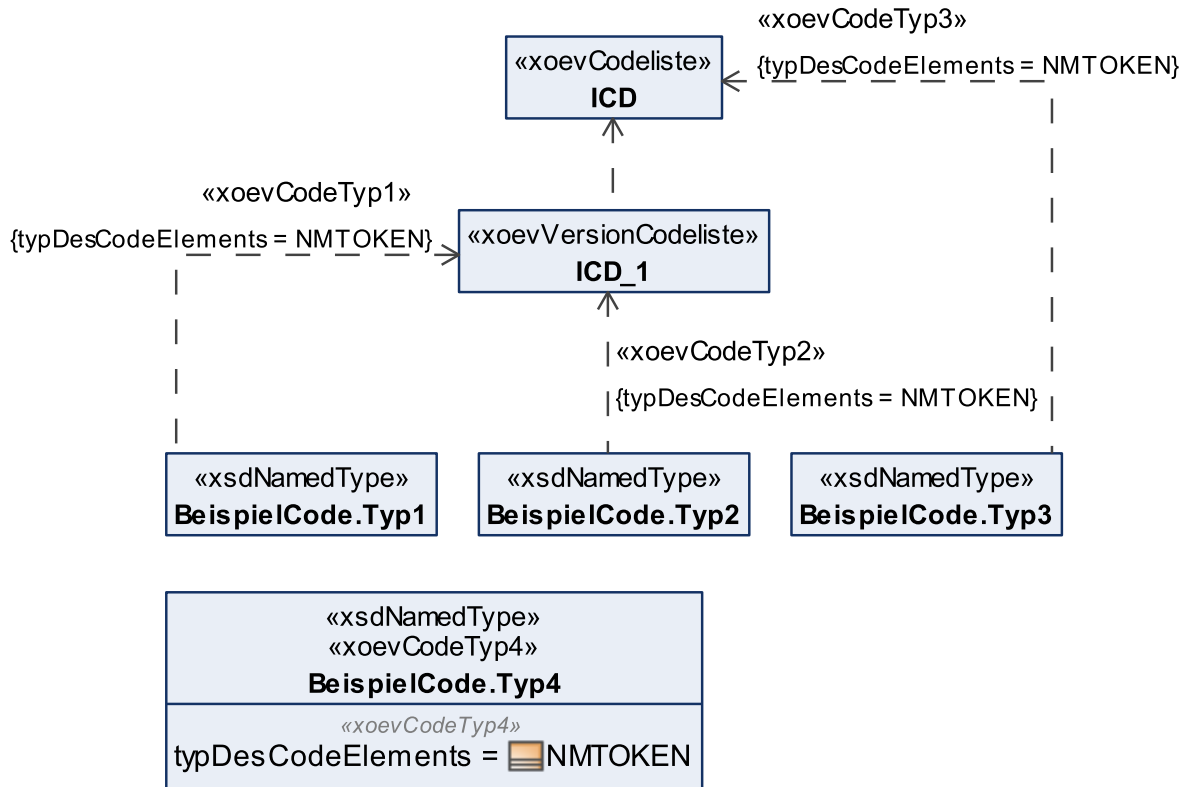 «xoevCodeTyp3»
{typDesCodeElements = NMTOKEN}
«xoevCodeliste»
ICD
«xoevCodeTyp1»
{typDesCodeElements = NMTOKEN}
«xoevVersionCodeliste»
ICD_1
«xoevCodeTyp2»
{typDesCodeElements = NMTOKEN}
«xsdNamedType»
BeispielCode.Typ1
«xsdNamedType»
BeispielCode.Typ2
«xsdNamedType»
BeispielCode.Typ3
«xsdNamedType»
«xoevCodeTyp4»
BeispielCode.Typ4
«xoevCodeTyp4»
typDesCodeElements = NMTOKEN